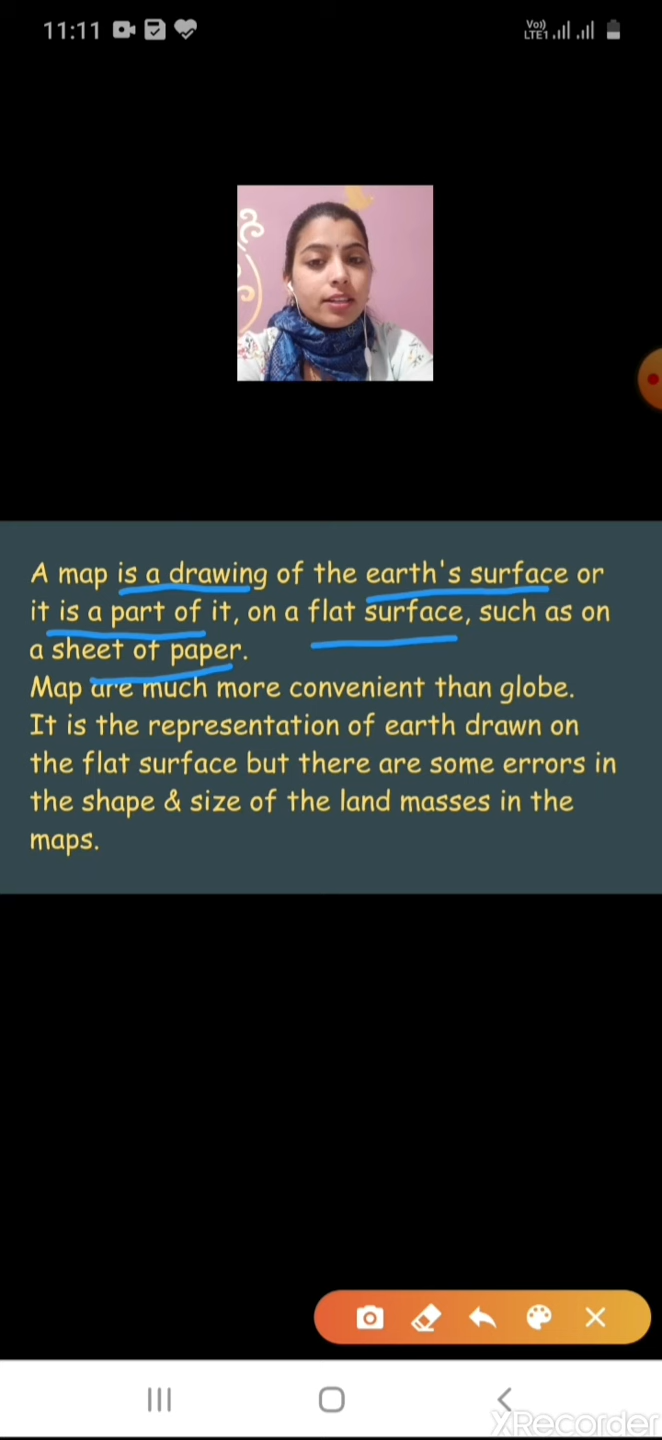 11:11
Vo))
LTE1
A map is a drawing of the earth's surface or
it is a part of it, on a flat surface, such as on
a sheet of paper.
Map are much more convenient than globe.
It is the representation of earth drawn on
the flat surface but there are some errors in
the shape & size of the land masses in the
maps.
XRecorder